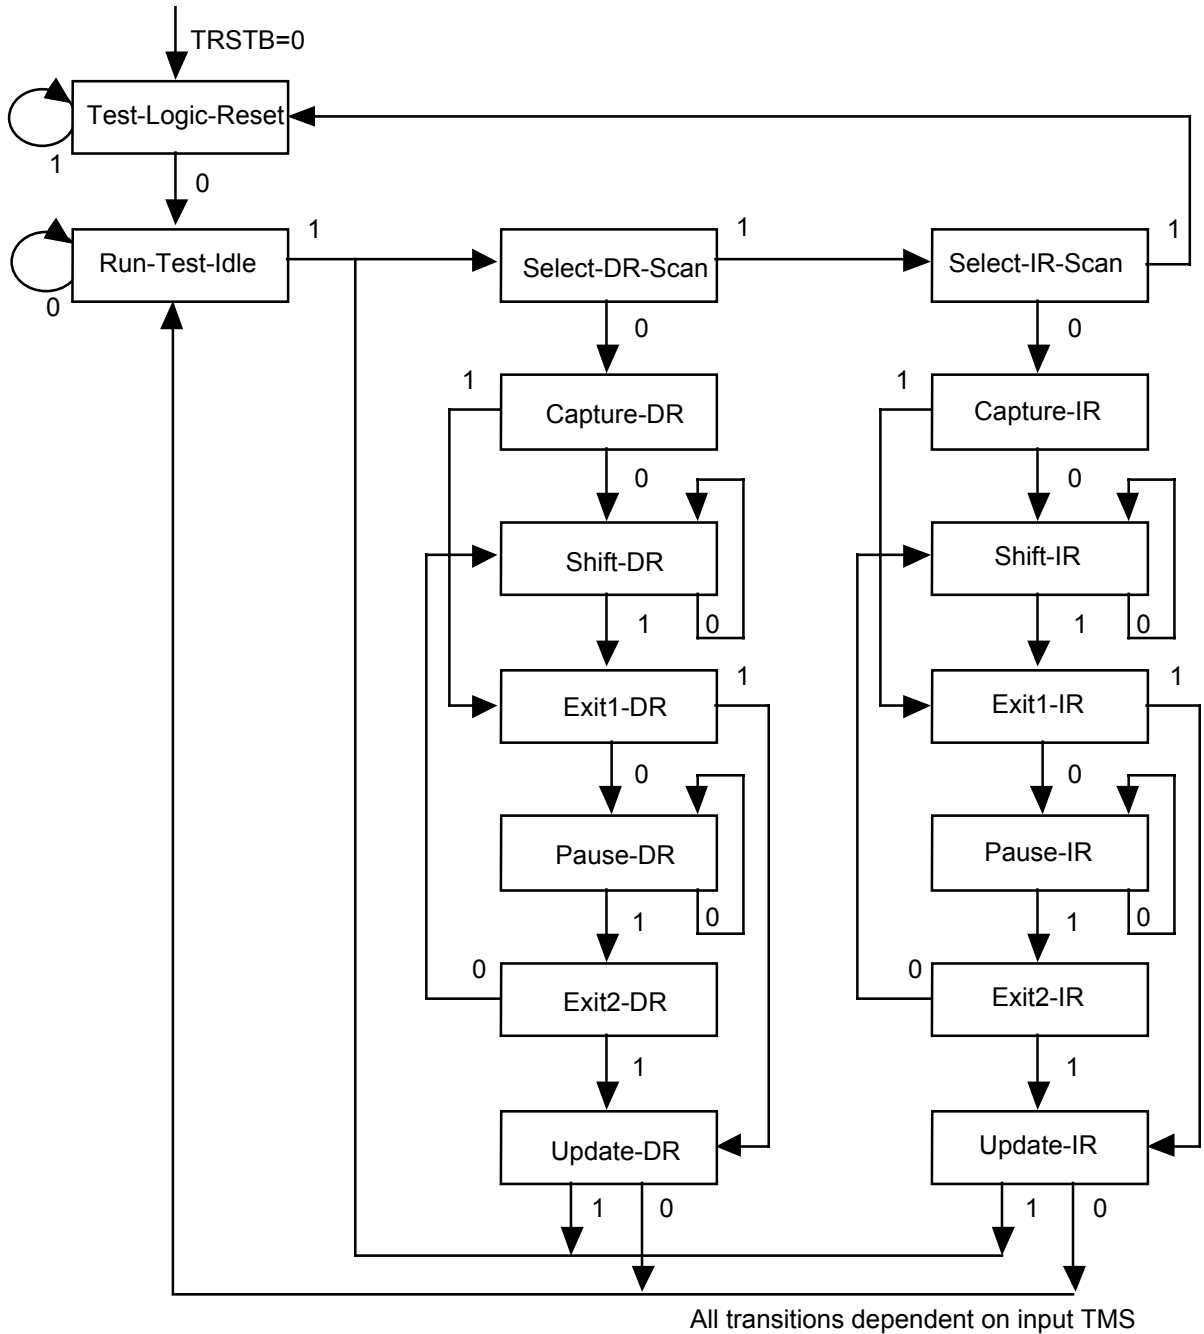 TRSTB=0
Test-Logic-Reset
1
0
1
1
1
Run-Test-Idle
Select-DR-Scan
Select-IR-Scan
0
0
0
1
1
Capture-DR
Capture-IR
0
0
Shift-DR
Shift-IR
1
0
1
0
1
1
Exit1-DR
Exit1-IR
0
0
Pause-DR
Pause-IR
1
0
1
0
0
0
Exit2-DR
Exit2-IR
1
1
Update-DR
Update-IR
1
0
1
0
All transitions dependent on input TMS